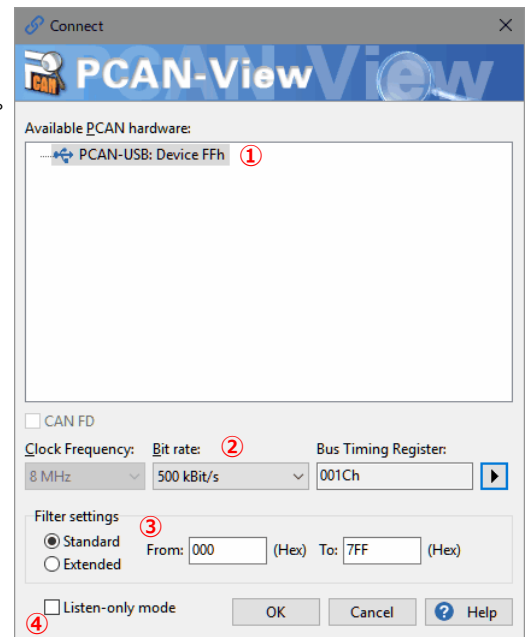 Connect
PCAN-View
Available PCAN hardware:
PCAN-USB: Device FFh ①
CAN FD
Clock Frequency: Bit rate: ② Bus Timing Register:
8 MHz 500 kBit/s 001Ch
Filter settings
③
Standard
From: 000 (Hex) To: 7FF (Hex)
Extended
Listen-only mode OK Cancel Help
④